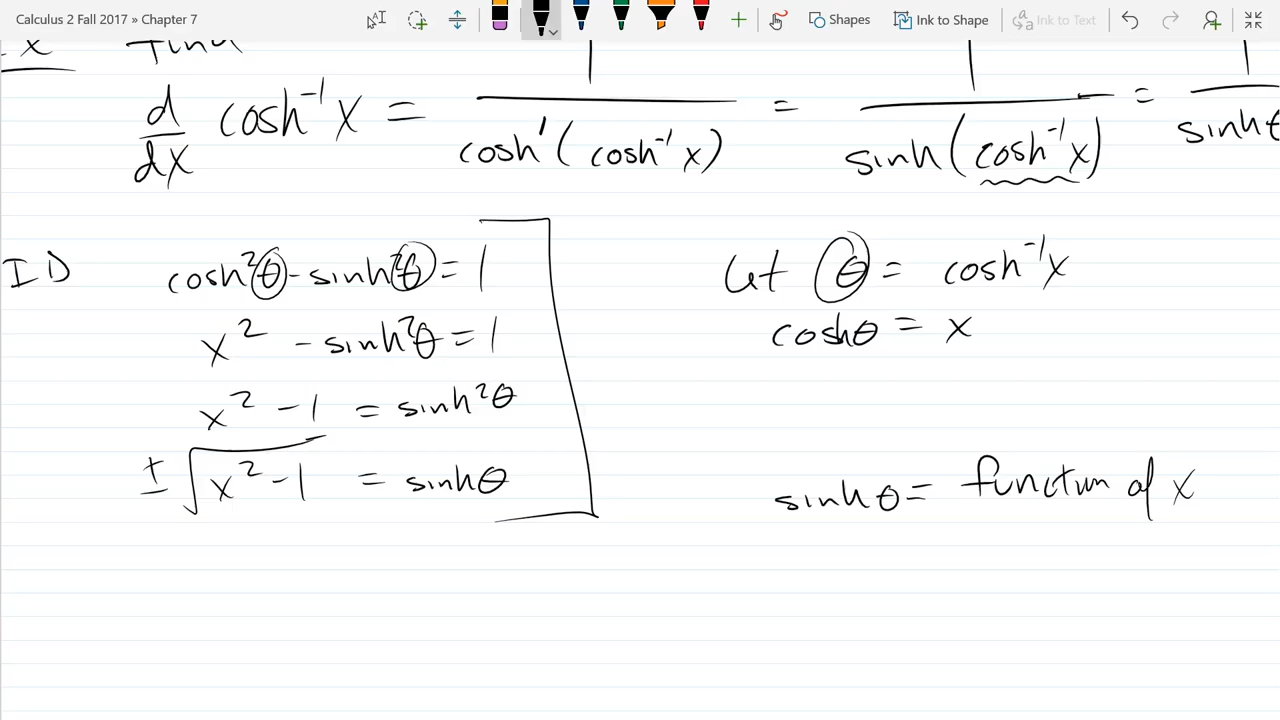 Calculus 2 Fall 2017 » Chapter 7
Shapes
Ink to Shape
Ink to Text
x find
d/dx cosh⁻¹x = 1/(cosh'(cosh⁻¹x)) = 1/(sinh(cosh⁻¹x)) = 1/(sinhθ
ID
cosh²θ - sinh²θ = 1
x² - sinh²θ = 1
x² - 1 = sinh²θ
± √(x² - 1) = sinhθ
Let θ = cosh⁻¹x
coshθ = x
sinhθ = function of x